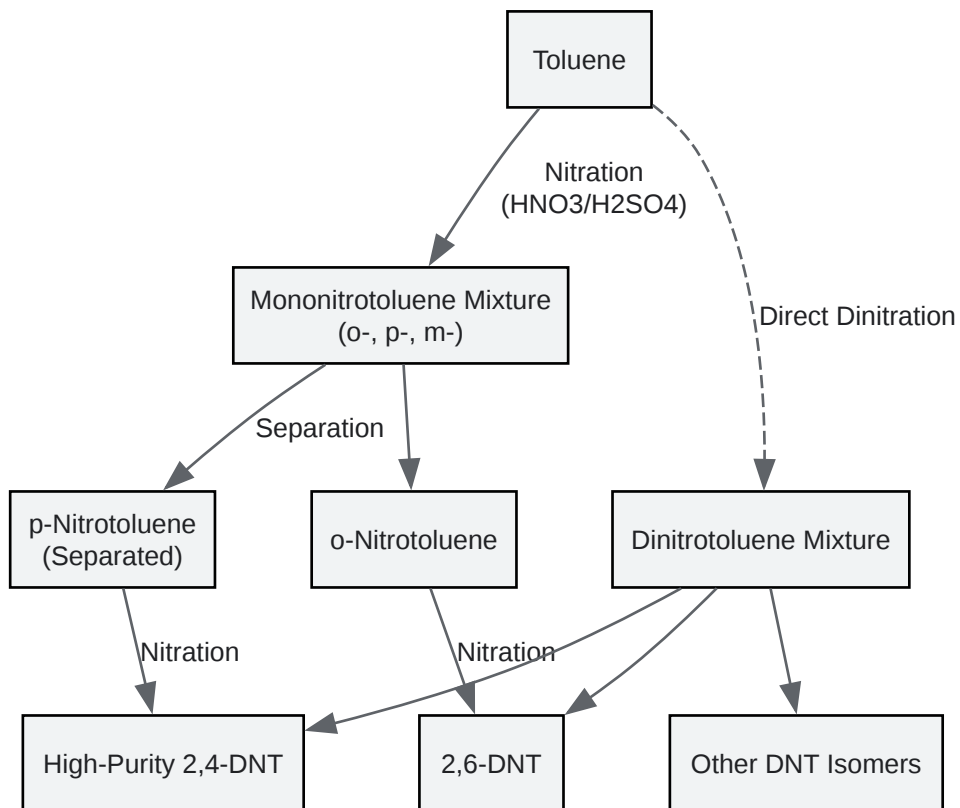 Toluene
Nitration
(HNO3/H2SO4)
Mononitrotoluene Mixture
(o-, p-, m-)
Direct Dinitration
Separation
p-Nitrotoluene
(Separated)
o-Nitrotoluene
Dinitrotoluene Mixture
Nitration
Nitration
High-Purity 2,4-DNT
2,6-DNT
Other DNT Isomers